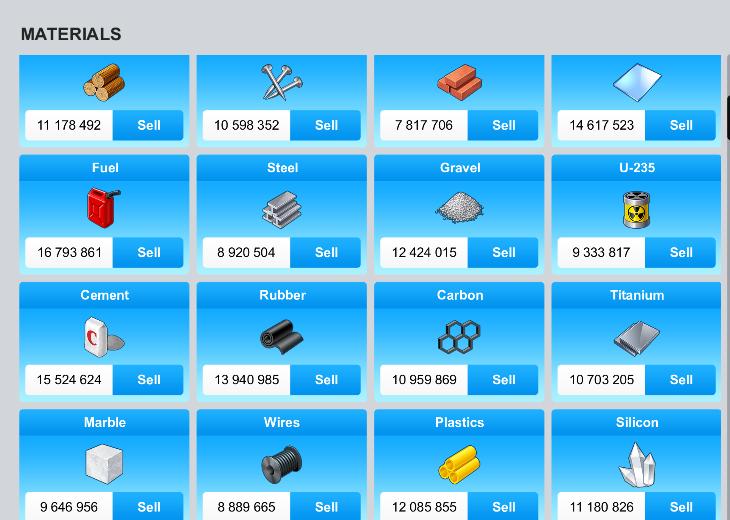 MATERIALS
11 178 492 Sell 10 598 352 Sell 7 817 706 Sell 14 617 523 Sell
Fuel Steel Gravel U-235
16 793 861 Sell 8 920 504 Sell 12 424 015 Sell 9 333 817 Sell
Cement Rubber Carbon Titanium
15 524 624 Sell 13 940 985 Sell 10 959 869 Sell 10 703 205 Sell
Marble Wires Plastics Silicon
9 646 956 Sell 8 889 665 Sell 12 085 855 Sell 11 180 826 Sell